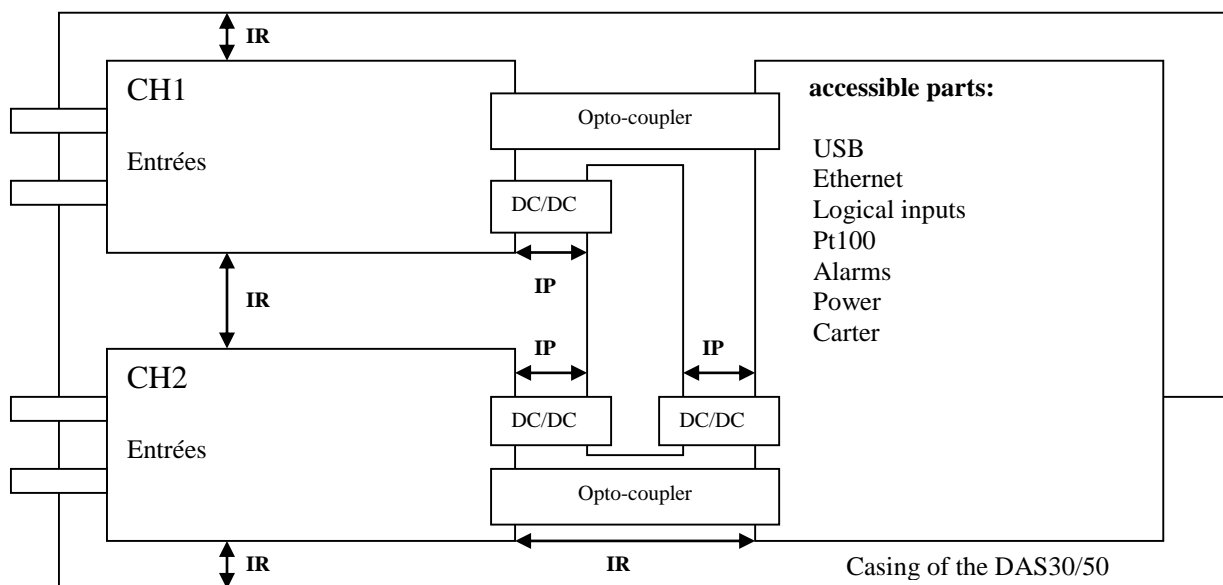 IR
CH1
Entrées
Opto-coupler
accessible parts:
USB
Ethernet
Logical inputs
Pt100
Alarms
Power
Carter
DC/DC
IP
IR
CH2
Entrées
IP
IP
DC/DC
DC/DC
Opto-coupler
IR
IR
Casing of the DAS30/50